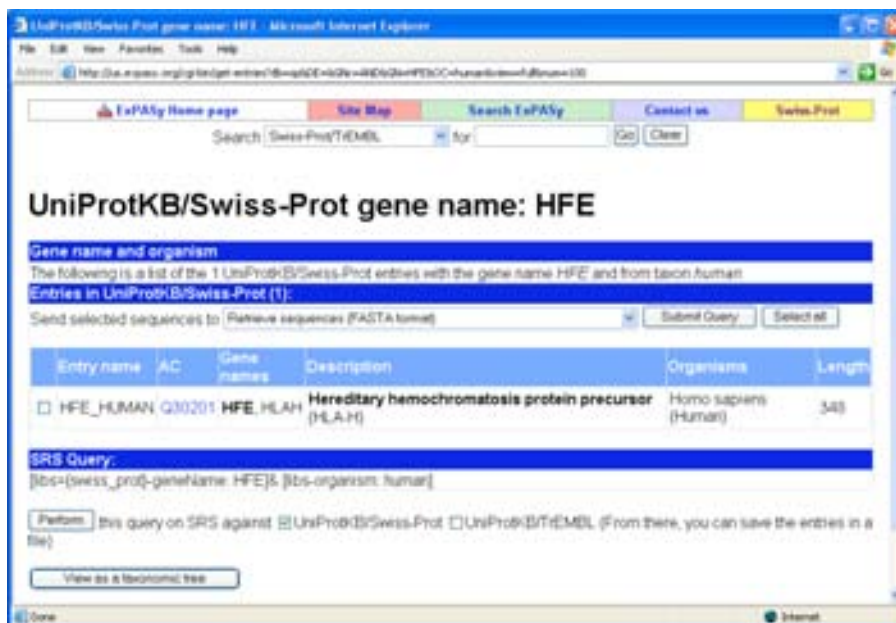 UniProtKB/Swiss-Prot gene name: HFE - Microsoft Internet Explorer
File Edit View Favorites Tools Help
Address Go
ExPASy Home page Site Map Search ExPASy Contact us Swiss-Prot
Search Swiss-Prot/TrEMBL for Go Clear
UniProtKB/Swiss-Prot gene name: HFE
Gene name and organism
The following is a list of the 1 UniProtKB/Swiss-Prot entries with the gene name HFE and from taxon human
Entries in UniProtKB/Swiss-Prot (1):
Send selected sequences to Retrieve sequences (FASTA format) Submit Query Select all
Entry name AC Gene names Description Organisms Length
HFE_HUMAN Q30201 HFE, HLAH Hereditary hemochromatosis protein precursor (HLA-H) Homo sapiens (Human) 348
SRS Query:
[libs={swiss_prot}-geneName: HFE]& [libs-organism: human]
Perform this query on SRS against UniProtKB/Swiss-Prot UniProtKB/TrEMBL (From there, you can save the entries in a
file)
View as a taxonomic tree
Done Internet